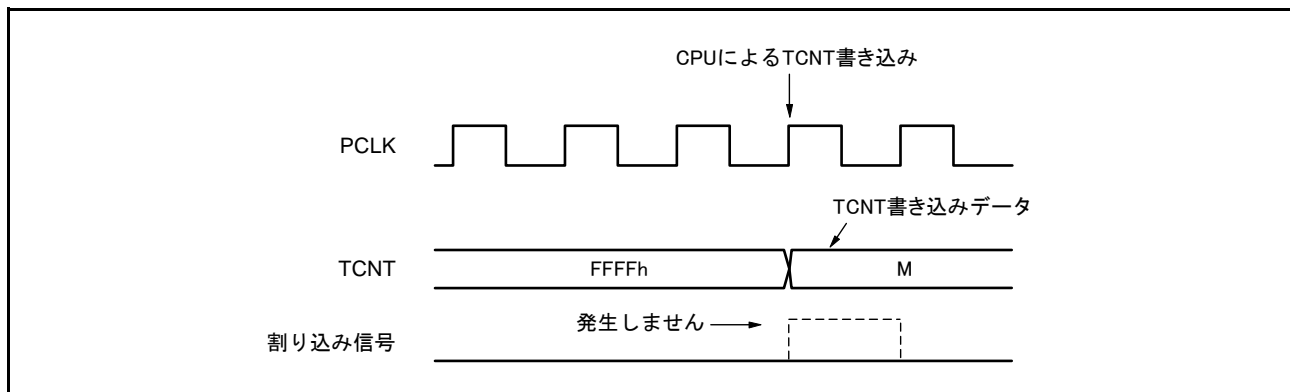 CPUによるTCNT書き込み
PCLK
TCNT書き込みデータ
TCNT
FFFFh
M
発生しません
割り込み信号